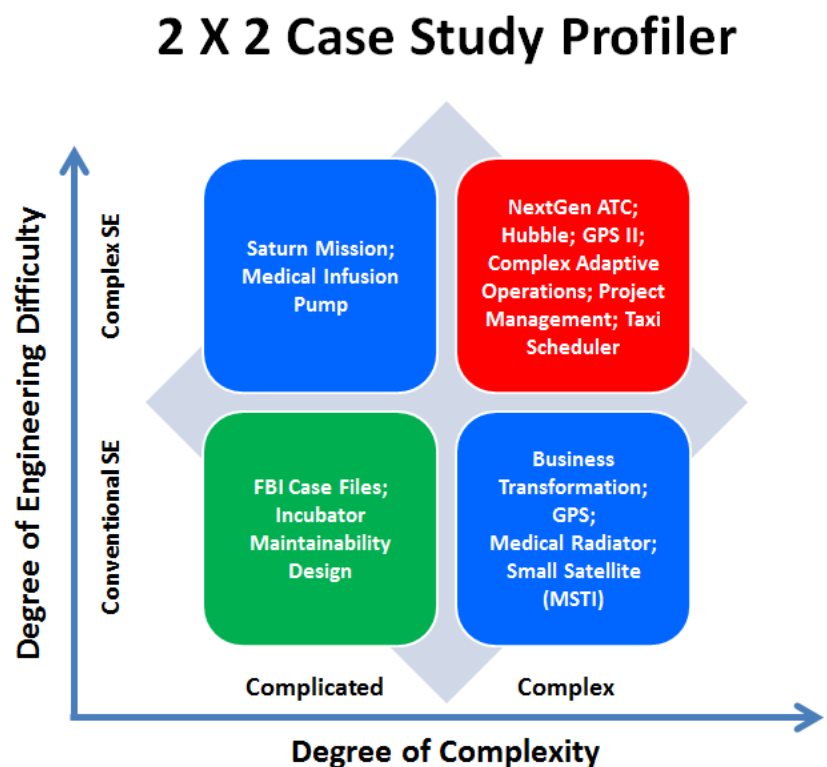 2 X 2 Case Study Profiler
Degree of Engineering Difficulty
Complex SE
Conventional SE
Saturn Mission;
Medical Infusion
Pump
NextGen ATC;
Hubble; GPS II;
Complex Adaptive
Operations; Project
Management; Taxi
Scheduler
FBI Case Files;
Incubator
Maintainability
Design
Business
Transformation;
GPS;
Medical Radiator;
Small Satellite
(MSTI)
Complicated
Complex
Degree of Complexity